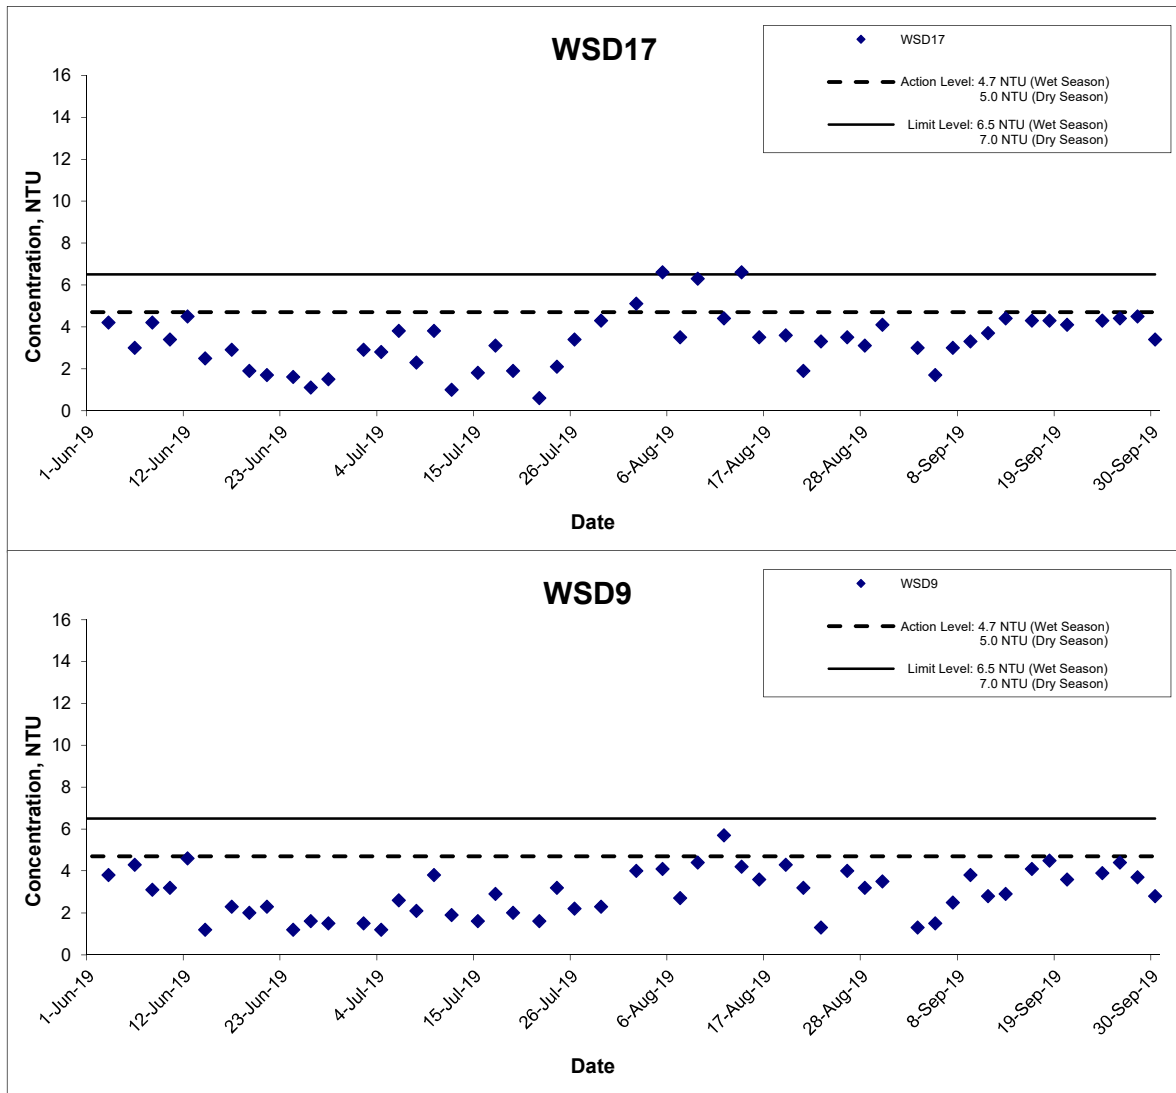 WSD17
WSD17
Action Level: 4.7 NTU (Wet Season)
5.0 NTU (Dry Season)
Limit Level: 6.5 NTU (Wet Season)
7.0 NTU (Dry Season)
Concentration, NTU
16
14
12
10
8
6
4
2
0
1-Jun-19
12-Jun-19
23-Jun-19
4-Jul-19
15-Jul-19
26-Jul-19
6-Aug-19
17-Aug-19
28-Aug-19
8-Sep-19
19-Sep-19
30-Sep-19
Date
WSD9
WSD9
Action Level: 4.7 NTU (Wet Season)
5.0 NTU (Dry Season)
Limit Level: 6.5 NTU (Wet Season)
7.0 NTU (Dry Season)
Concentration, NTU
16
14
12
10
8
6
4
2
0
1-Jun-19
12-Jun-19
23-Jun-19
4-Jul-19
15-Jul-19
26-Jul-19
6-Aug-19
17-Aug-19
28-Aug-19
8-Sep-19
19-Sep-19
30-Sep-19
Date